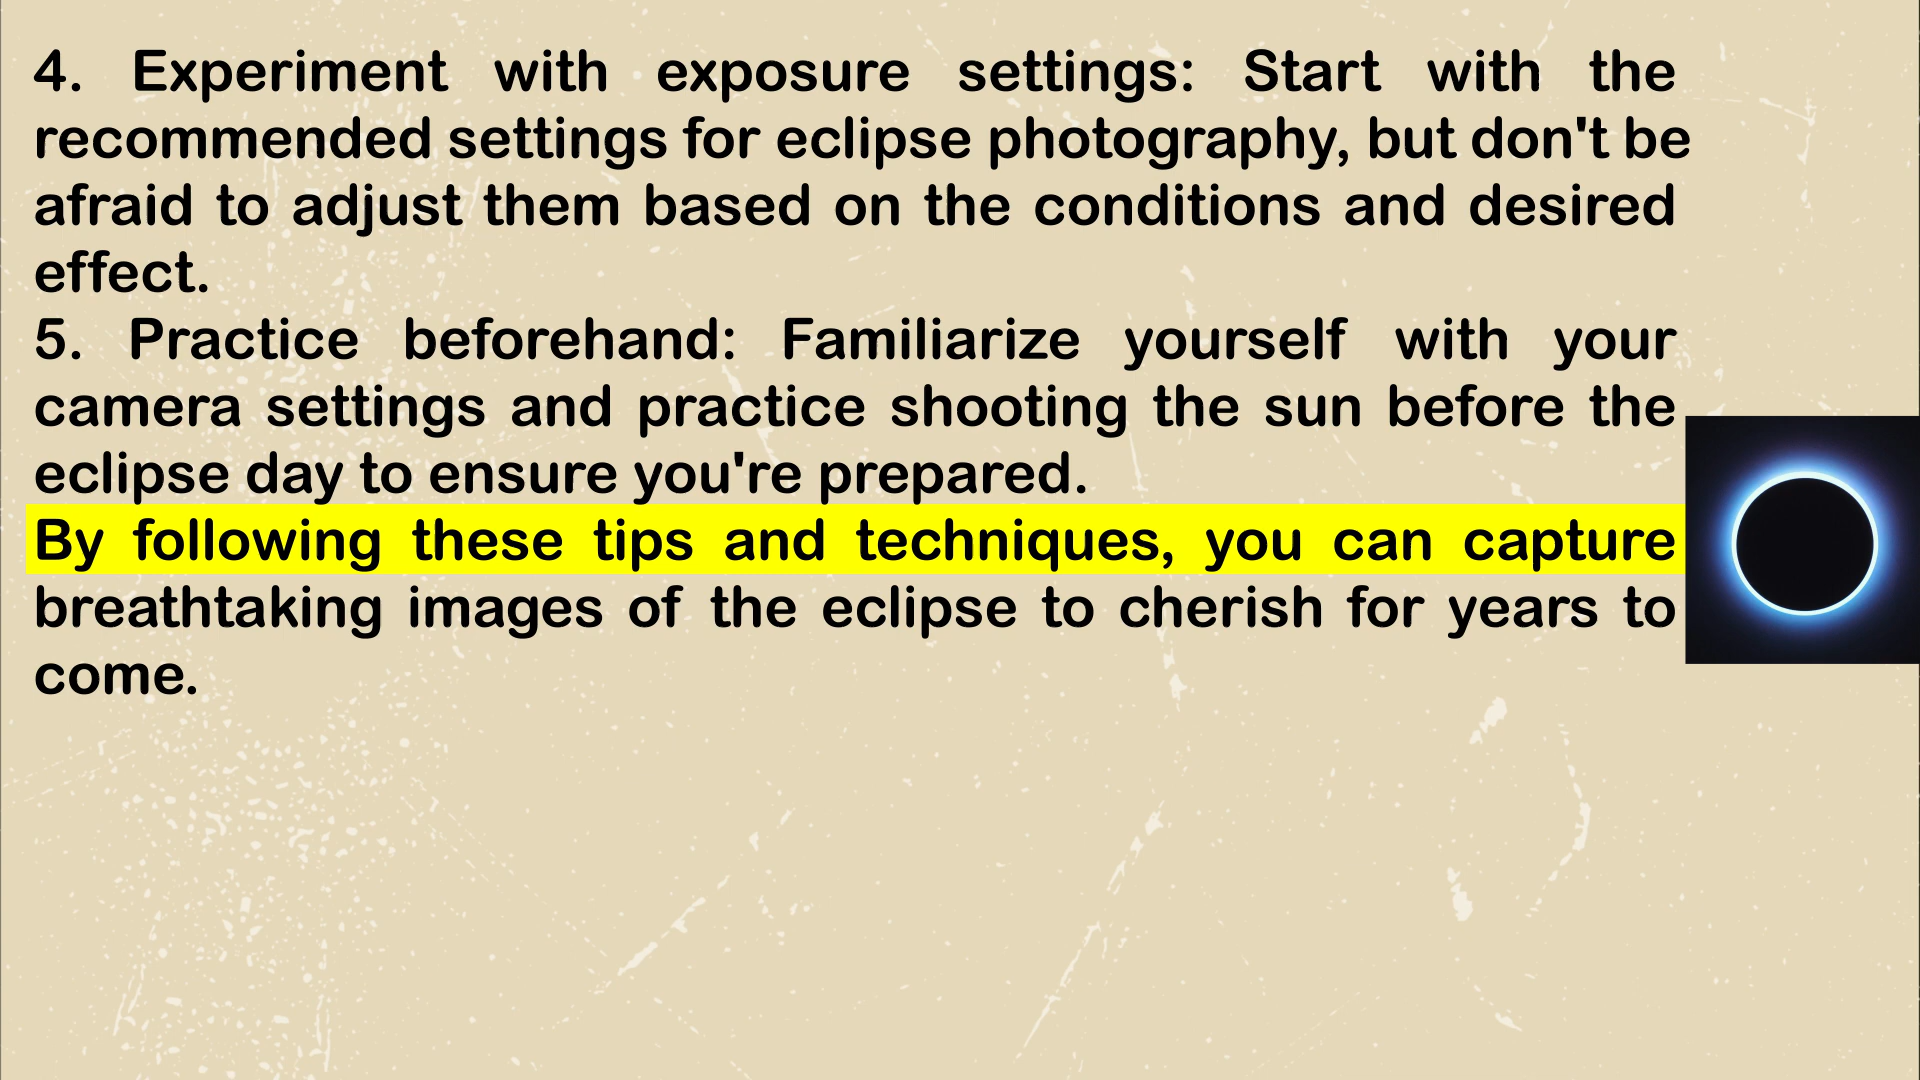 4. Experiment with exposure settings: Start with the
recommended settings for eclipse photography, but don't be
afraid to adjust them based on the conditions and desired
effect.
5. Practice beforehand: Familiarize yourself with your
camera settings and practice shooting the sun before the
eclipse day to ensure you're prepared.
By following these tips and techniques, you can capture
breathtaking images of the eclipse to cherish for years to
come.